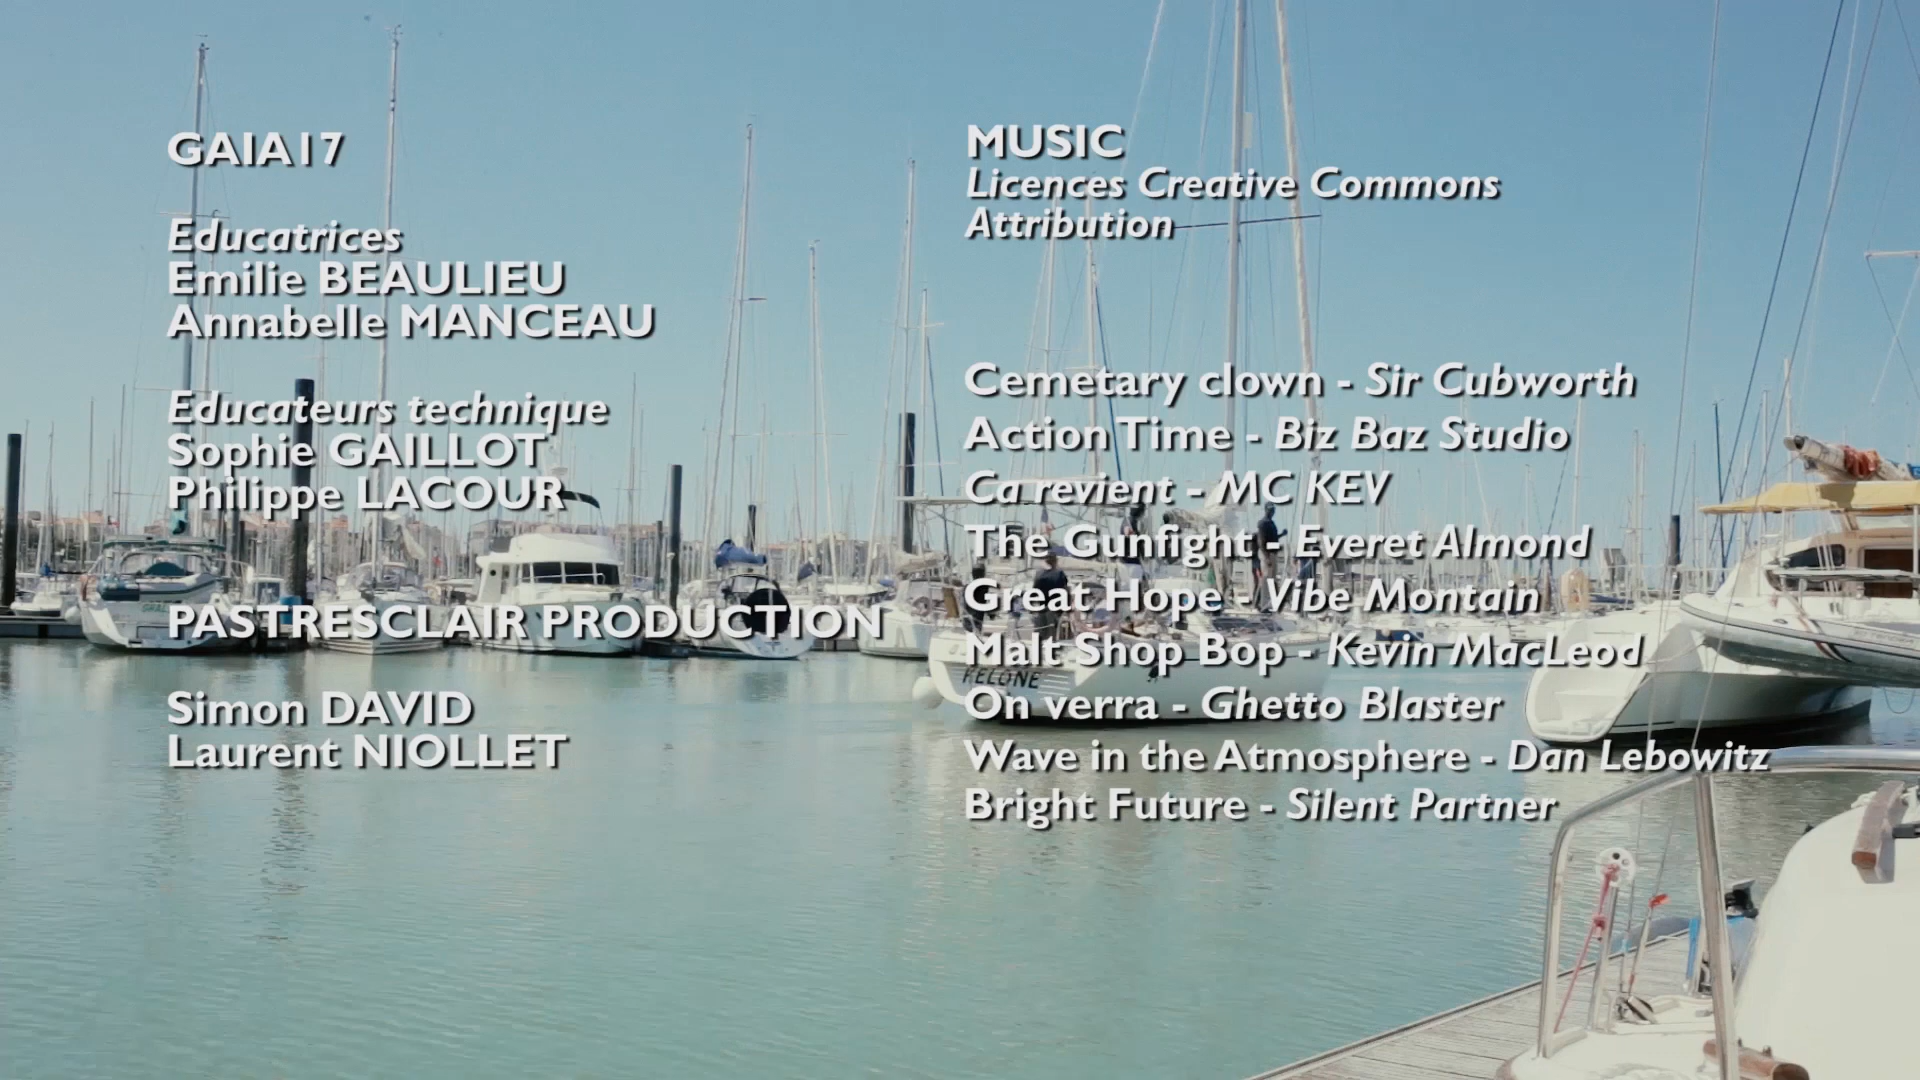 GAIA17
Educatrices
Emilie BEAULIEU
Annabelle MANCEAU
Educateurs technique
Sophie GAILLOT
Philippe LACOUR
PASTRESCLAIR PRODUCTION
Simon DAVID
Laurent NIOLLET
MUSIC
Licences Creative Commons
Attribution
Cemetary clown - Sir Cubworth
Action Time - Biz Baz Studio
Ca revient - MC KEV
The Gunfight - Everet Almond
Great Hope - Vibe Montain
Malt Shop Bop - Kevin MacLeod
On verra - Ghetto Blaster
Wave in the Atmosphere - Dan Lebowitz
Bright Future - Silent Partner